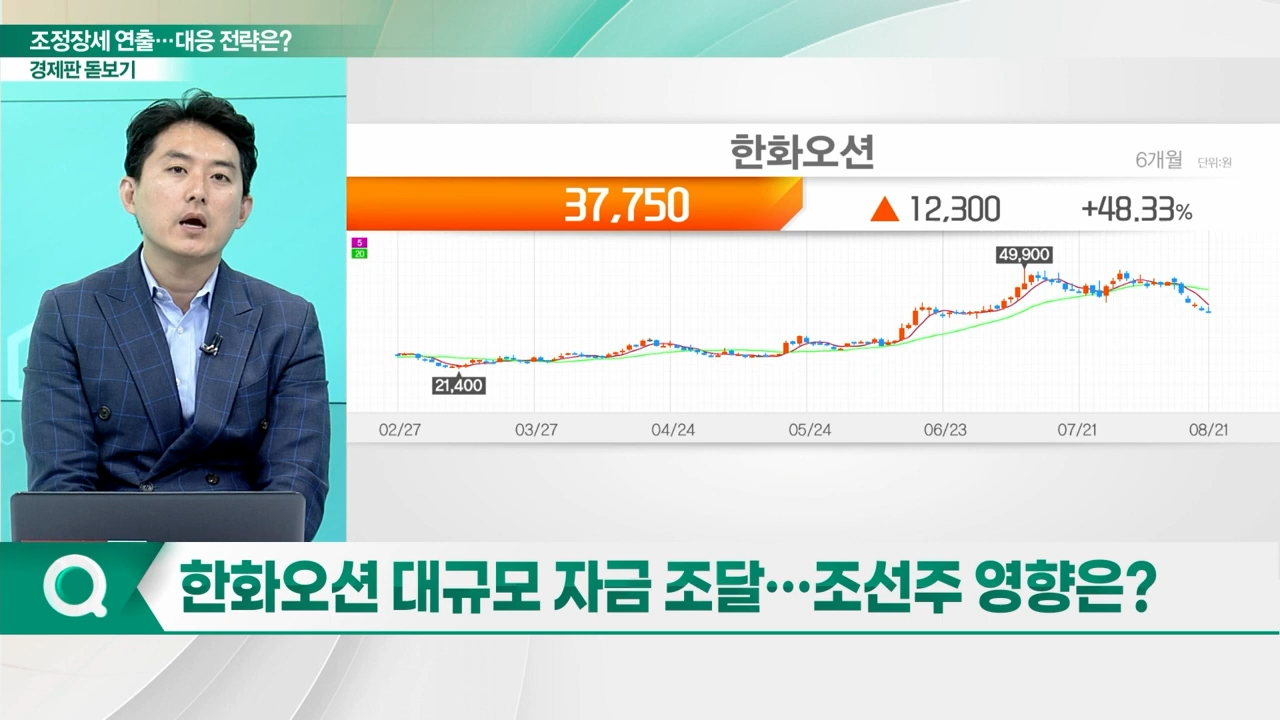 조정장세 연출…대응 전략은?
경제판 돋보기
한화오션
6개월 단위:원
37,750 ▲ 12,300 +48.33%
5
20
49,900
21,400
02/27 03/27 04/24 05/24 06/23 07/21 08/21
한화오션 대규모 자금 조달…조선주 영향은?